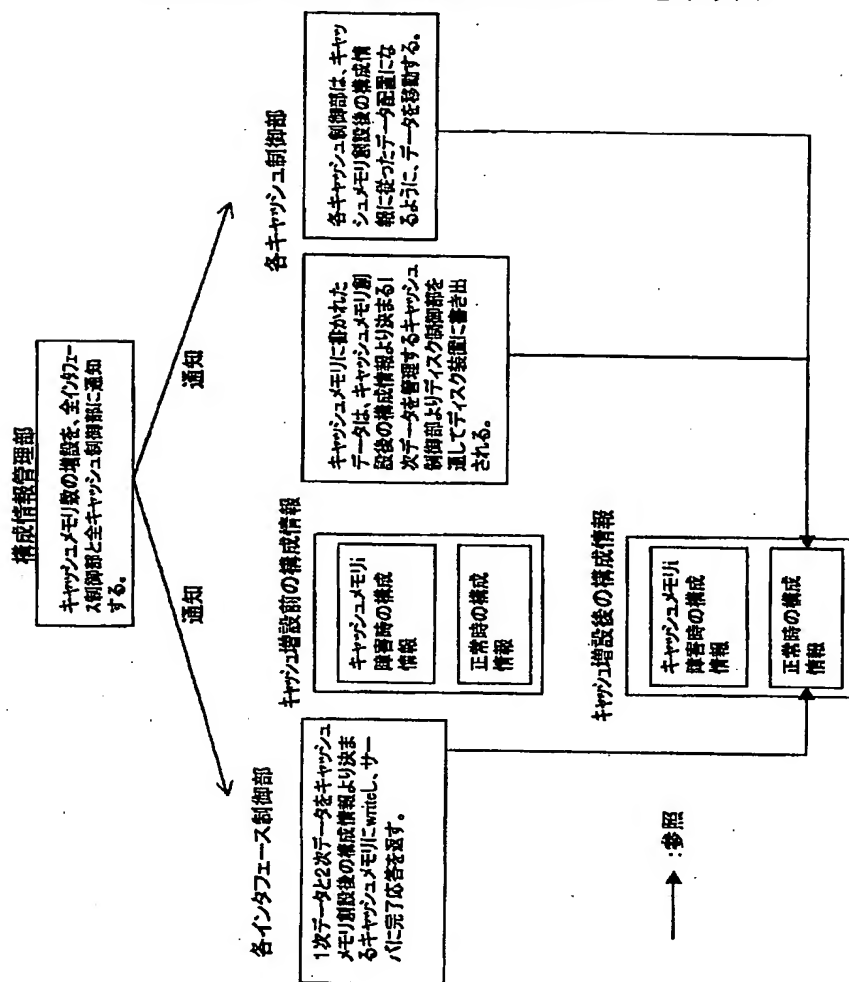 構成情報管理部
キャッシュメモリ数の増設を、全インタフェー
ス制御部と全キャッシュ制御部に通知
する。
通知
通知
各インタフェース制御部
1次データと2次データをキャッシュ
メモリ創設後の構成情報より決ま
るキャッシュメモリにwriteし、サー
バに完了応答を返す。
キャッシュ増設前の構成情報
キャッシュメモリi
障害時の構成
情報
正常時の構成
情報
キャッシュ増設後の構成情報
キャッシュメモリi
障害時の構成
情報
正常時の構成
情報
各キャッシュ制御部
キャッシュメモリに書かれた
データは、キャッシュメモリ創
設後の構成情報より決まる1
次データを管理するキャッシュ
制御部よりディスク制御部を
通してディスク装置に書き出
される。
各キャッシュ制御部は、キャッ
シュメモリ創設後の構成情
報に従ったデータ配置にな
るように、データを移動する。
:参照